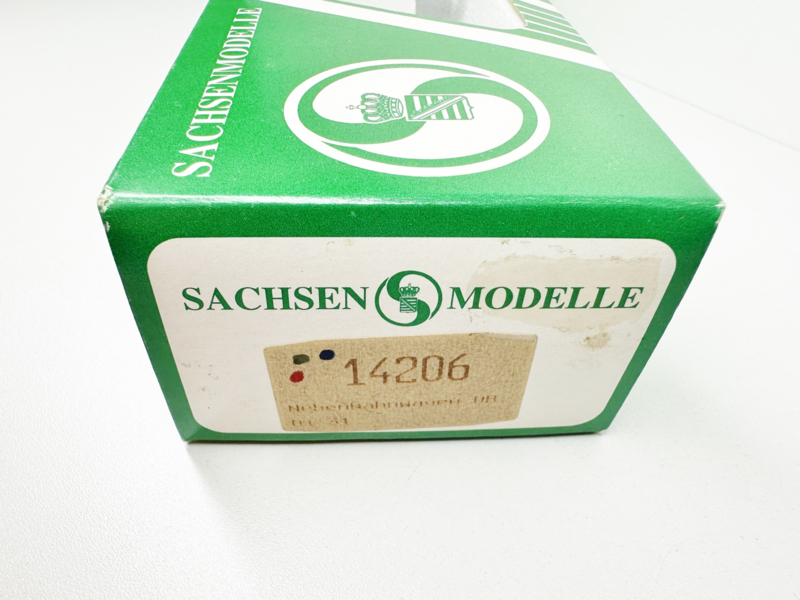 SACHSENMODELLE
SACHSEN MODELLE
14206
Nebenbahnwagen DB